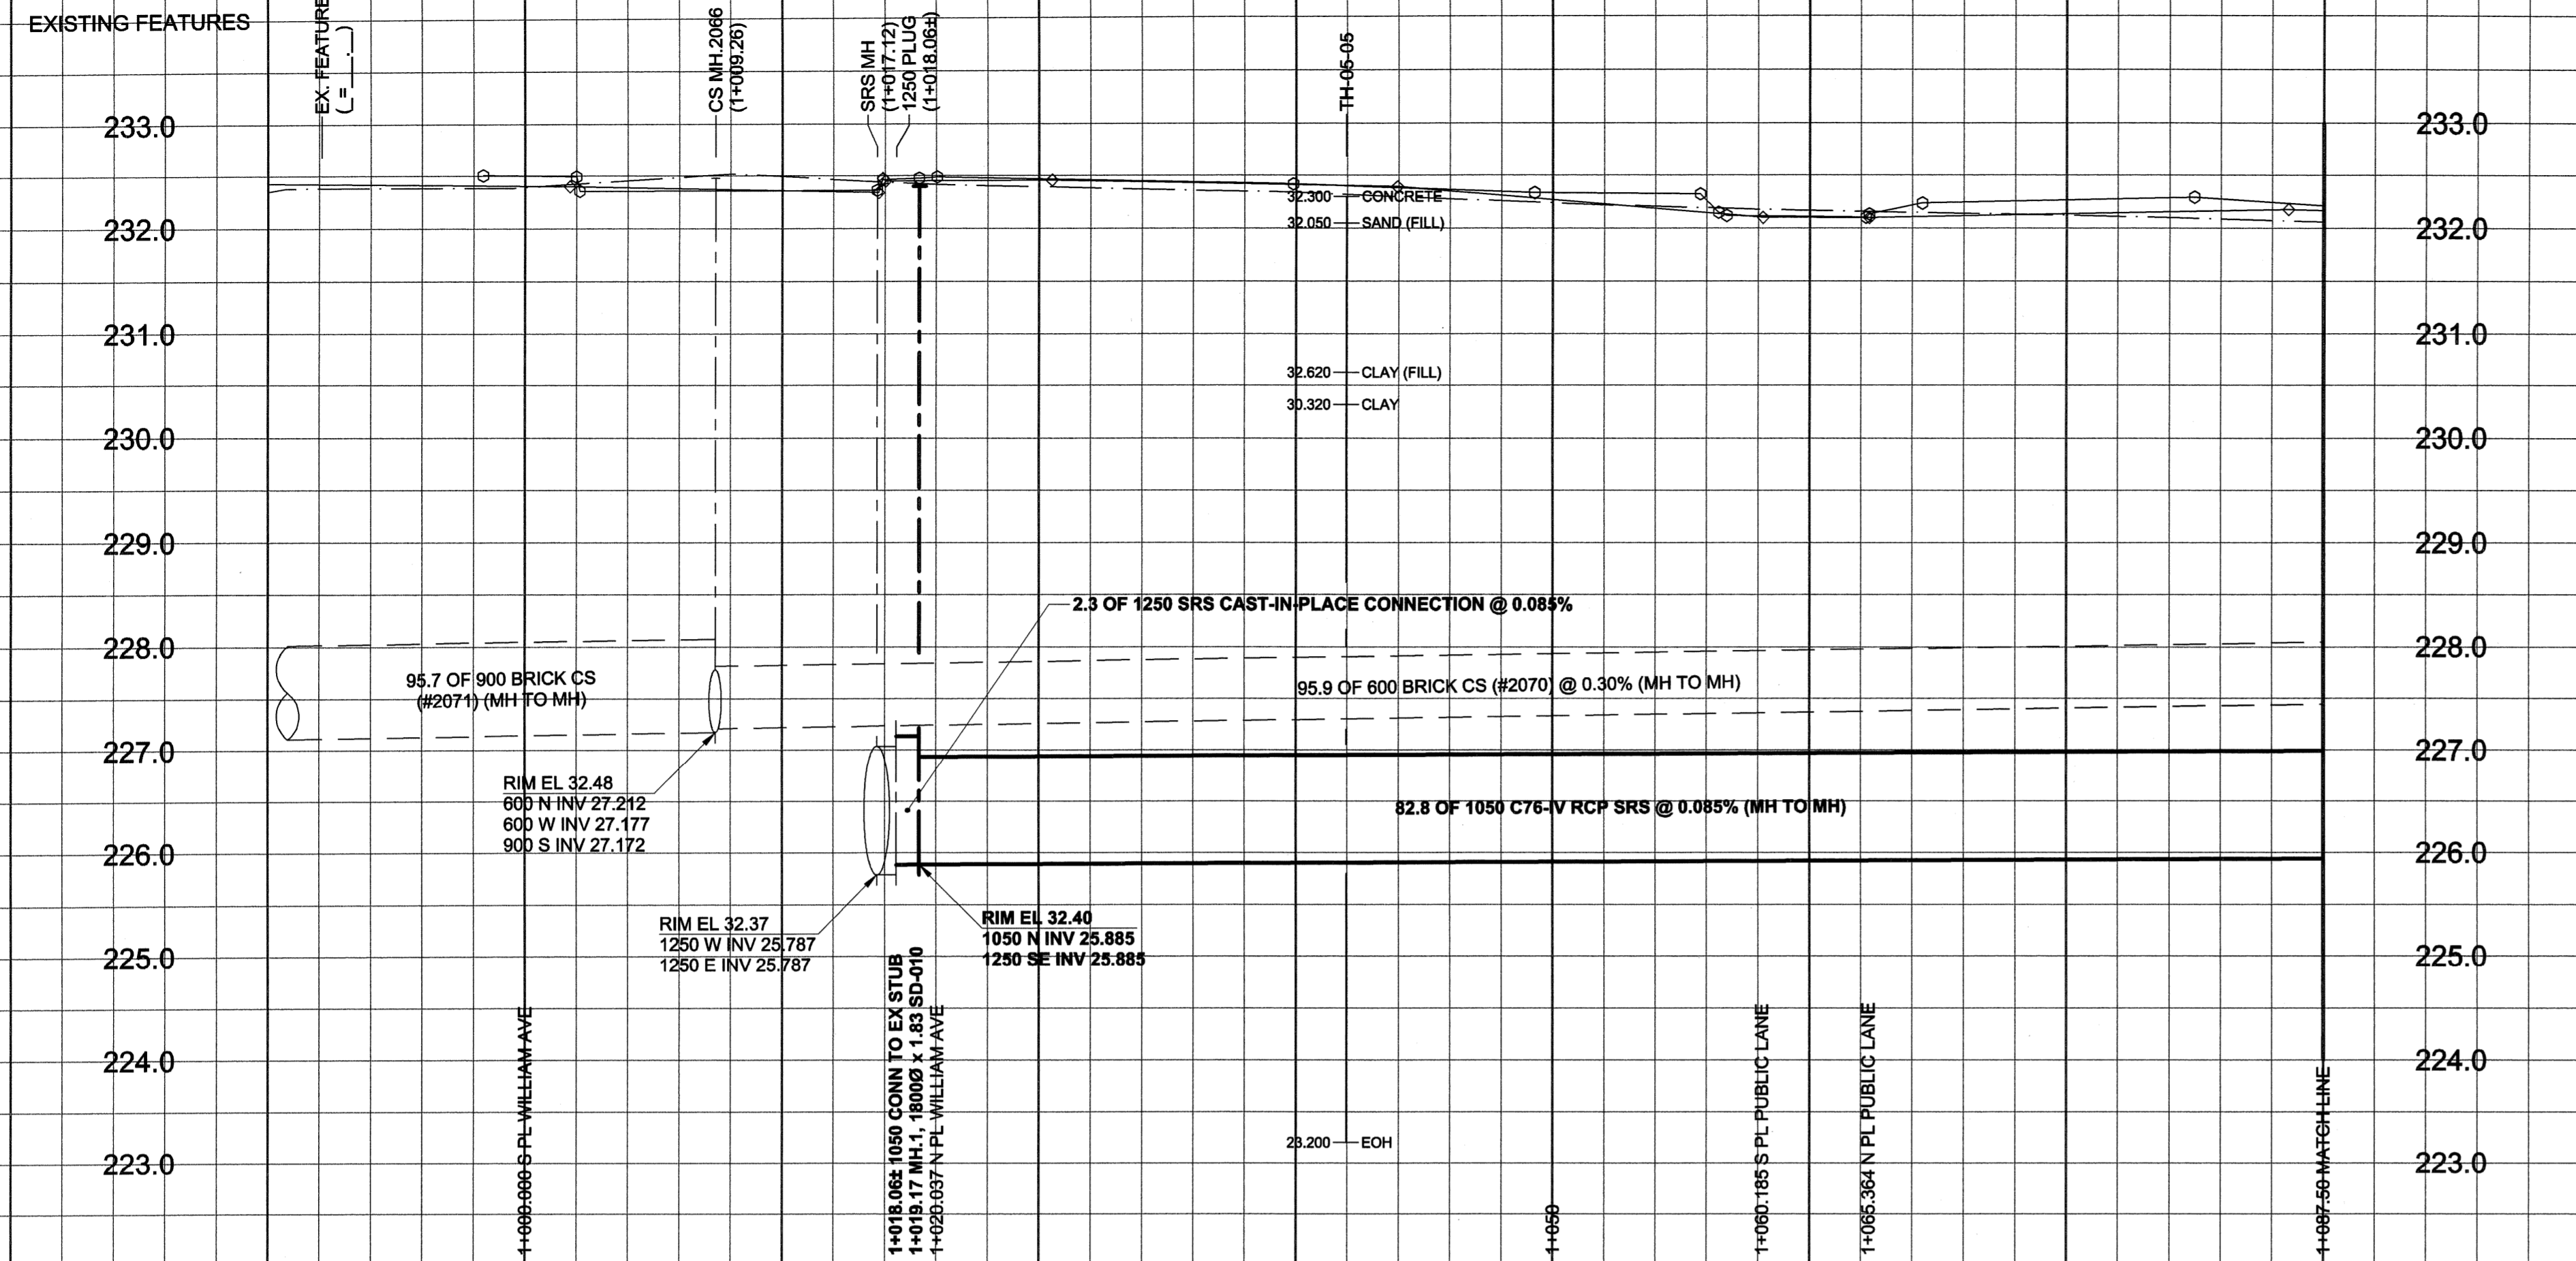 EXISTING FEATURES
EX. FEATURE
(_ = ___.__)
CS MH.2066
(1+009.26)
SRS MH
(1+017.12)
1250 PLUG
(1+018.06±)
TH-05-05
233.0
233.0
32.300
CONCRETE
32.050
SAND (FILL)
232.0
232.0
231.0
231.0
32.620
CLAY (FILL)
30.320
CLAY
230.0
230.0
229.0
229.0
2.3 OF 1250 SRS CAST-IN-PLACE CONNECTION @ 0.085%
228.0
228.0
95.7 OF 900 BRICK CS
(#2071) (MH TO MH)
95.9 OF 600 BRICK CS (#2070) @ 0.30% (MH TO MH)
227.0
227.0
RIM EL 32.48
600 N INV 27.212
600 W INV 27.177
900 S INV 27.172
82.8 OF 1050 C76-IV RCP SRS @ 0.085% (MH TO MH)
226.0
226.0
RIM EL 32.37
1250 W INV 25.787
1250 E INV 25.787
RIM EL 32.40
1050 N INV 25.885
1250 SE INV 25.885
225.0
225.0
224.0
224.0
23.200
EOH
223.0
223.0
1+000.000 S PL WILLIAM AVE
1+018.06± 1050 CONN TO EX STUB
1+019.17 MH.1, 1800Ø x 1.83 SD-010
1+020.037 N PL WILLIAM AVE
1+050
1+060.185 S PL PUBLIC LANE
1+065.364 N PL PUBLIC LANE
1+087.50 MATCH LINE